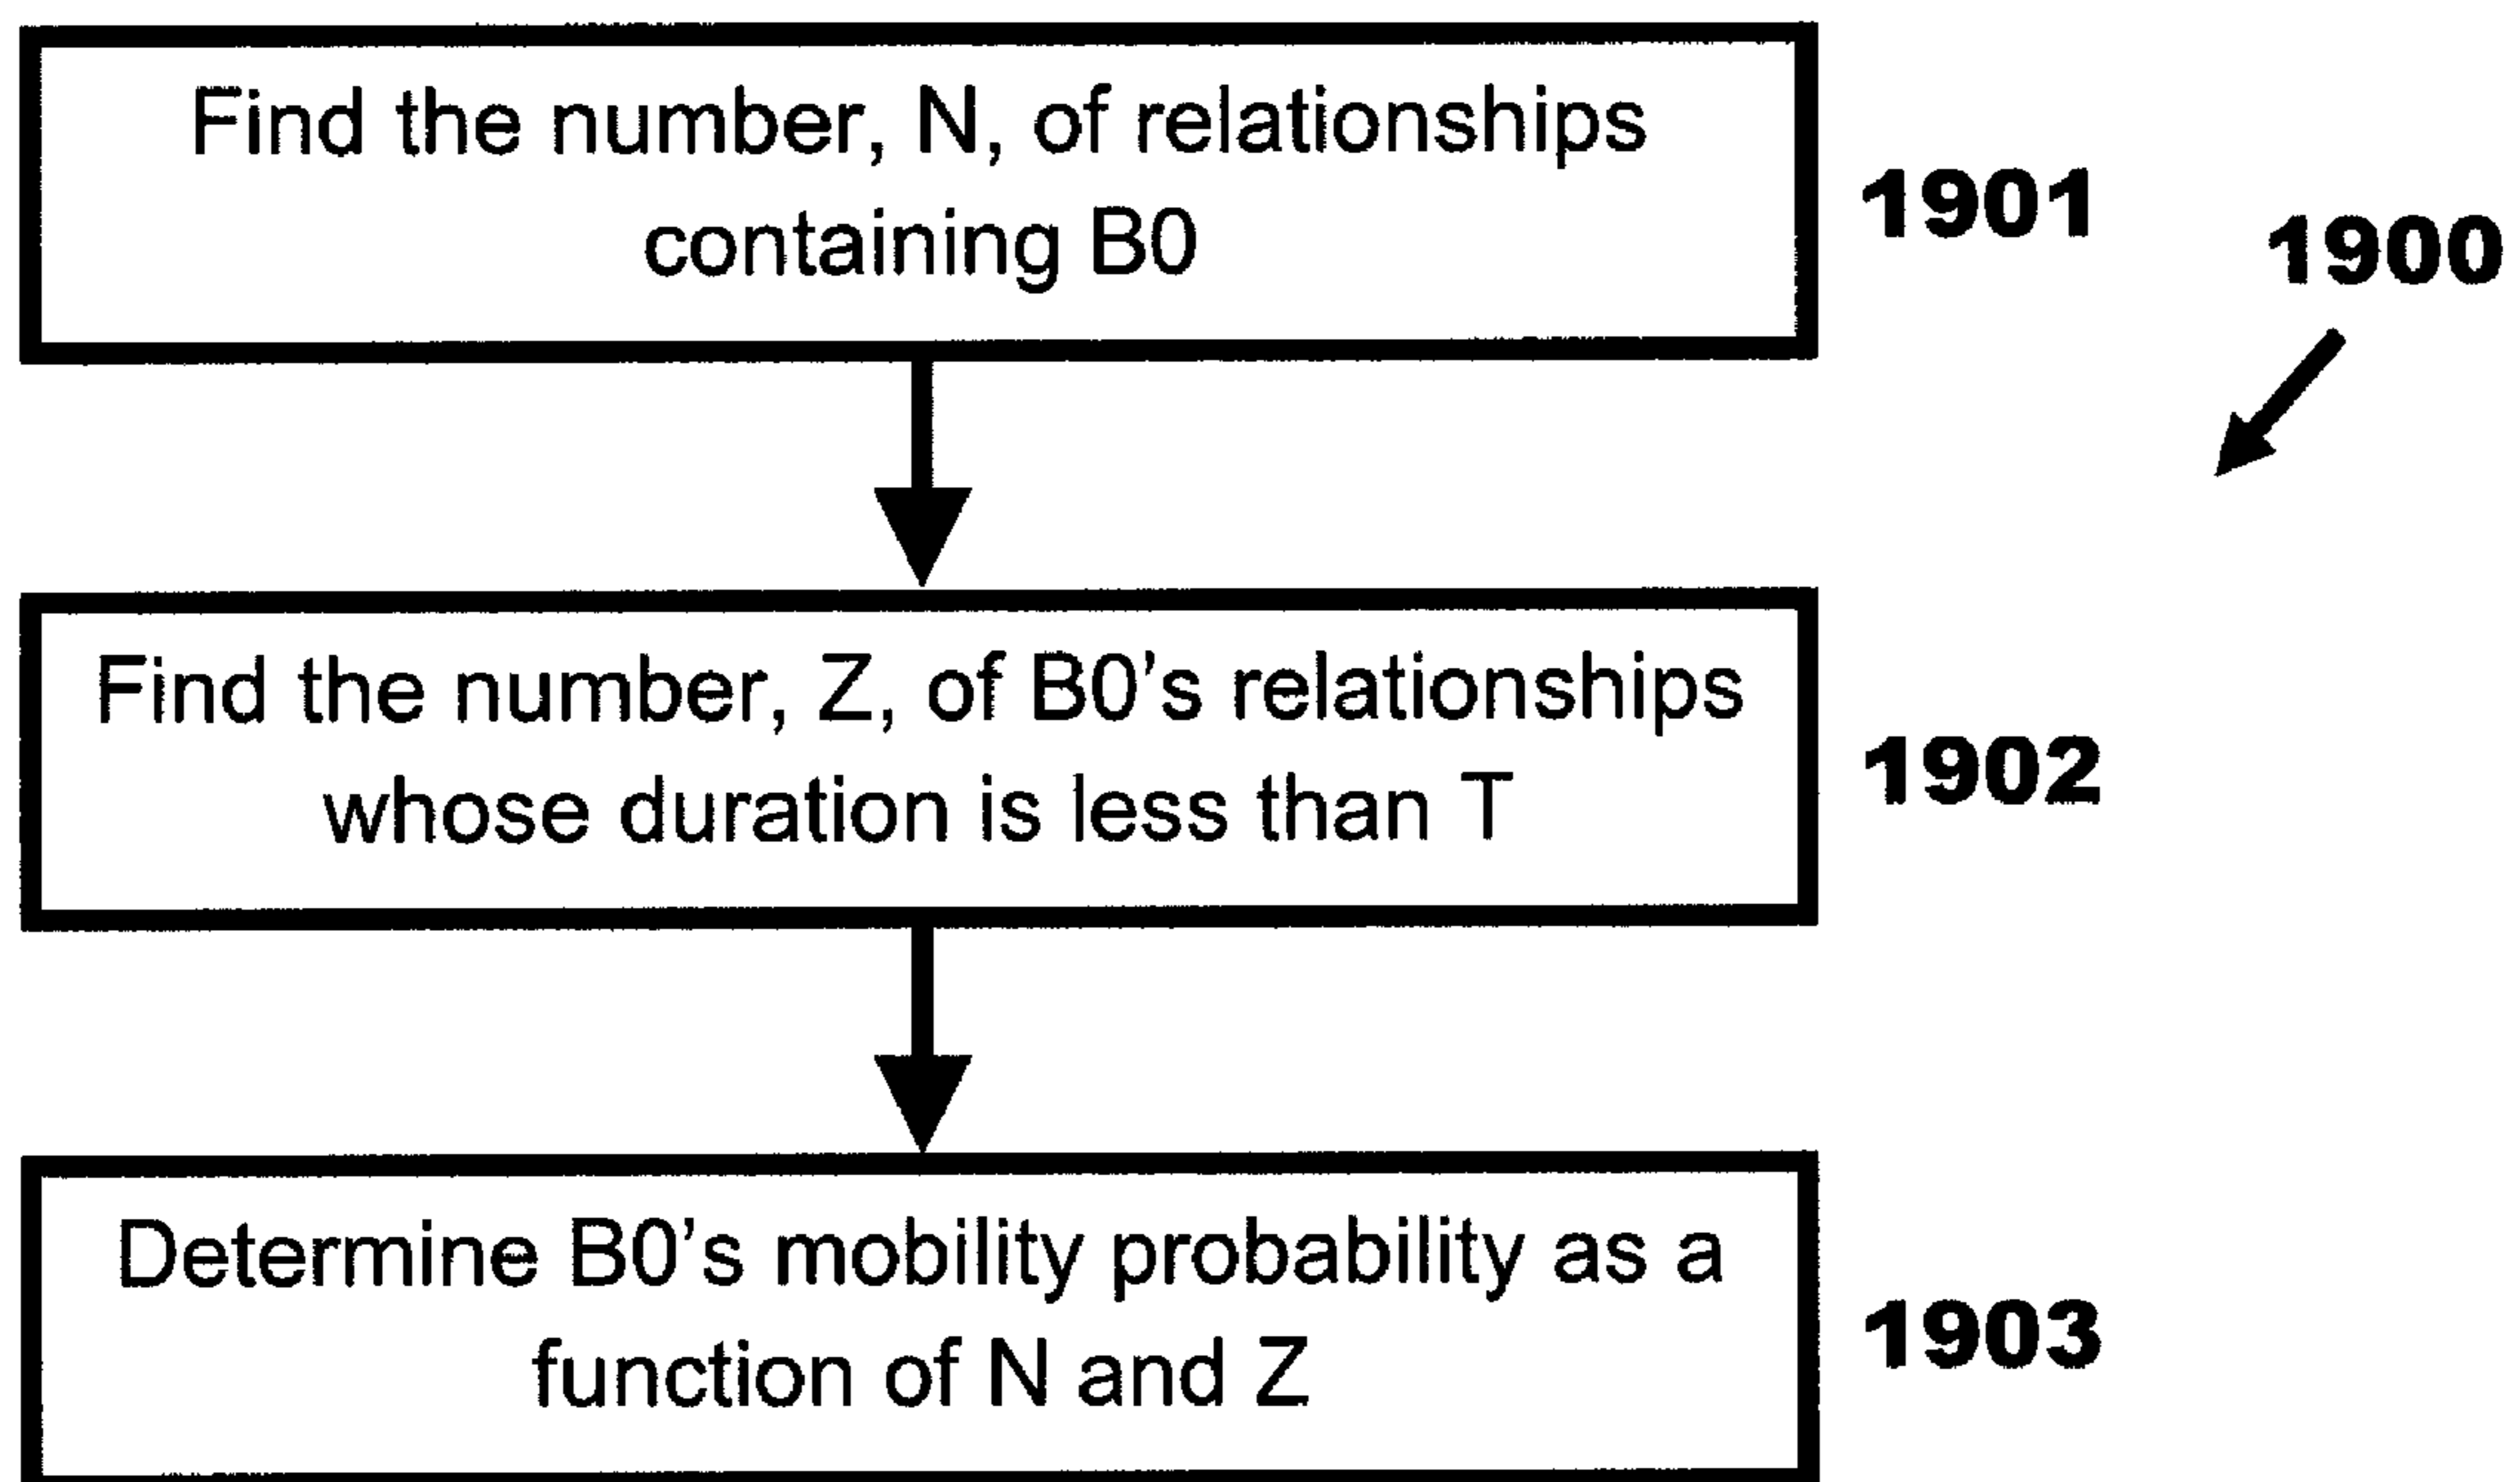 Find the number, N, of relationships
containing B0
1901
1900
Find the number, Z, of B0's relationships
whose duration is less than T
1902
Determine B0's mobility probability as a
function of N and Z
1903